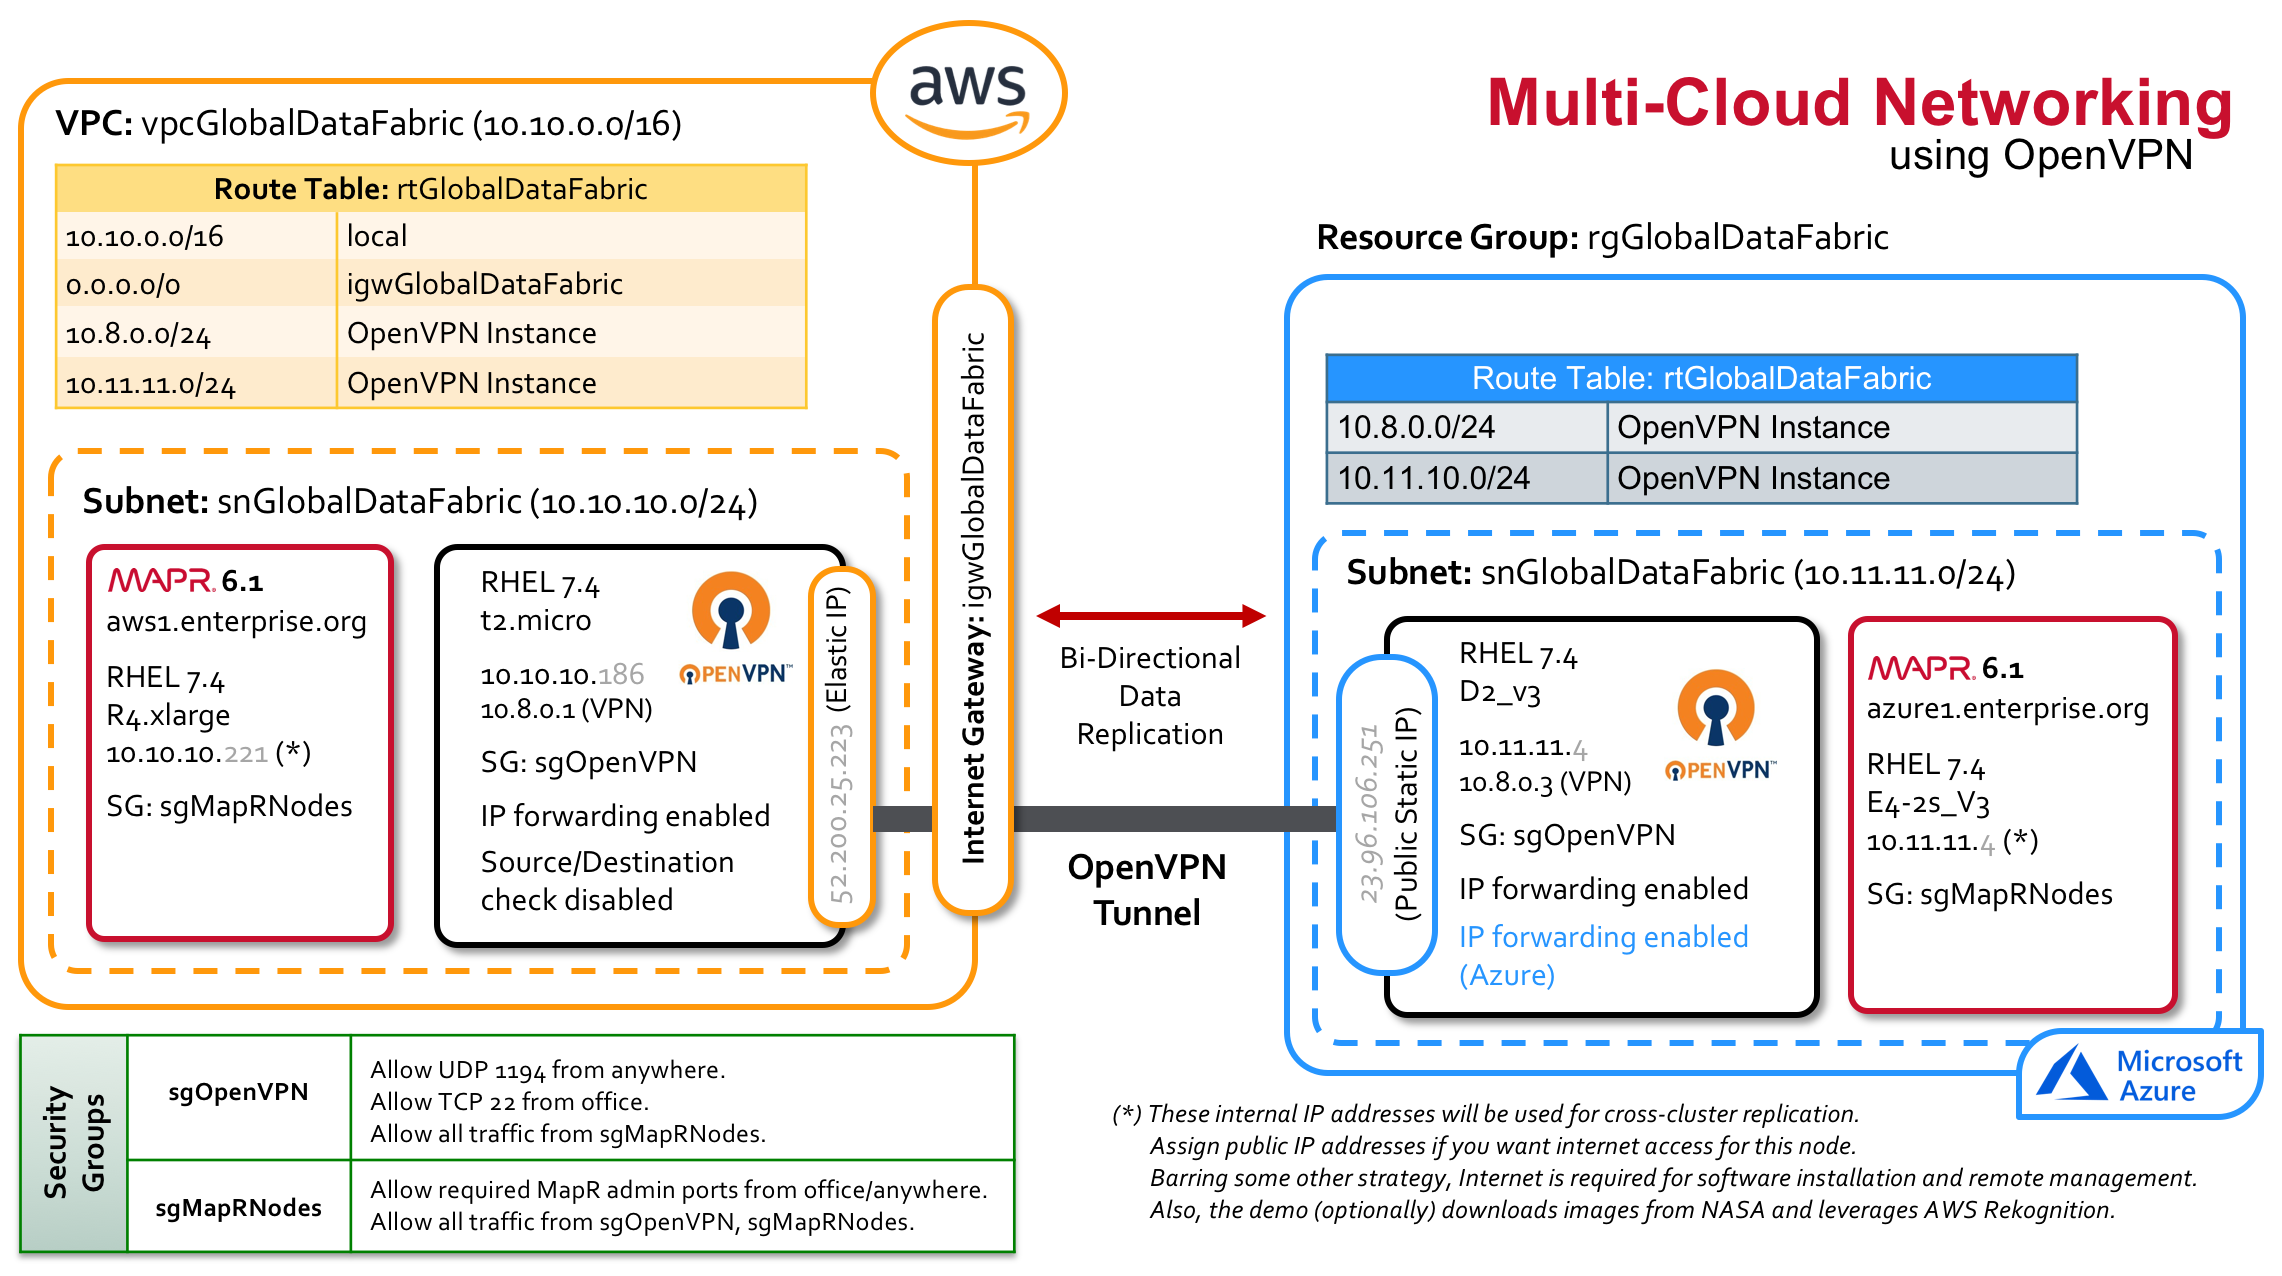 aws
Multi-Cloud Networking
using OpenVPN
VPC: vpcGlobalDataFabric (10.10.0.0/16)
Route Table: rtGlobalDataFabric
10.10.0.0/16 local
0.0.0.0/0 igwGlobalDataFabric
10.8.0.0/24 OpenVPN Instance
10.11.11.0/24 OpenVPN Instance
Subnet: snGlobalDataFabric (10.10.10.0/24)
MAPR. 6.1
aws1.enterprise.org
RHEL 7.4
R4.xlarge
10.10.10.221 (*)
SG: sgMapRNodes
RHEL 7.4
t2.micro
10.10.10.186
10.8.0.1 (VPN)
SG: sgOpenVPN
IP forwarding enabled
Source/Destination
check disabled
OPENVPN™
52.200.25.223 (Elastic IP)
Internet Gateway: igwGlobalDataFabric
Bi-Directional
Data
Replication
OpenVPN
Tunnel
Resource Group: rgGlobalDataFabric
Route Table: rtGlobalDataFabric
10.8.0.0/24 OpenVPN Instance
10.11.10.0/24 OpenVPN Instance
Subnet: snGlobalDataFabric (10.11.11.0/24)
23.96.106.251
(Public Static IP)
RHEL 7.4
D2_v3
10.11.11.4
10.8.0.3 (VPN)
SG: sgOpenVPN
IP forwarding enabled
IP forwarding enabled
(Azure)
OPENVPN™
MAPR. 6.1
azure1.enterprise.org
RHEL 7.4
E4-2s_V3
10.11.11.4 (*)
SG: sgMapRNodes
Microsoft
Azure
Security
Groups
sgOpenVPN
Allow UDP 1194 from anywhere.
Allow TCP 22 from office.
Allow all traffic from sgMapRNodes.
sgMapRNodes
Allow required MapR admin ports from office/anywhere.
Allow all traffic from sgOpenVPN, sgMapRNodes.
(*) These internal IP addresses will be used for cross-cluster replication.
Assign public IP addresses if you want internet access for this node.
Barring some other strategy, Internet is required for software installation and remote management.
Also, the demo (optionally) downloads images from NASA and leverages AWS Rekognition.